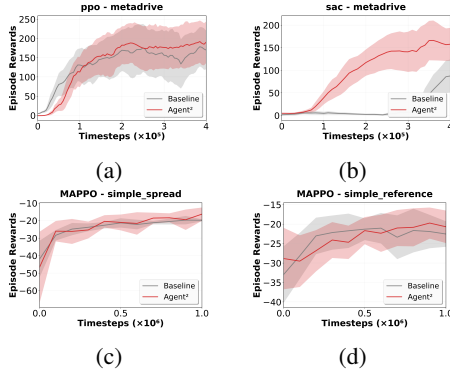 ppo - metadrive
Episode Rewards
250
200
150
100
50
0
0 1 2 3 4
Timesteps (×10⁵)
Baseline
Agent²
(a)
sac - metadrive
Episode Rewards
200
150
100
50
0
0 1 2 3 4
Timesteps (×10⁵)
Baseline
Agent²
(b)
MAPPO - simple_spread
Episode Rewards
−10
−20
−30
−40
−50
−60
0.0 0.5 1.0
Timesteps (×10⁶)
Baseline
Agent²
(c)
MAPPO - simple_reference
Episode Rewards
−15
−20
−25
−30
−35
−40
0.0 0.5 1.0
Timesteps (×10⁶)
Baseline
Agent²
(d)